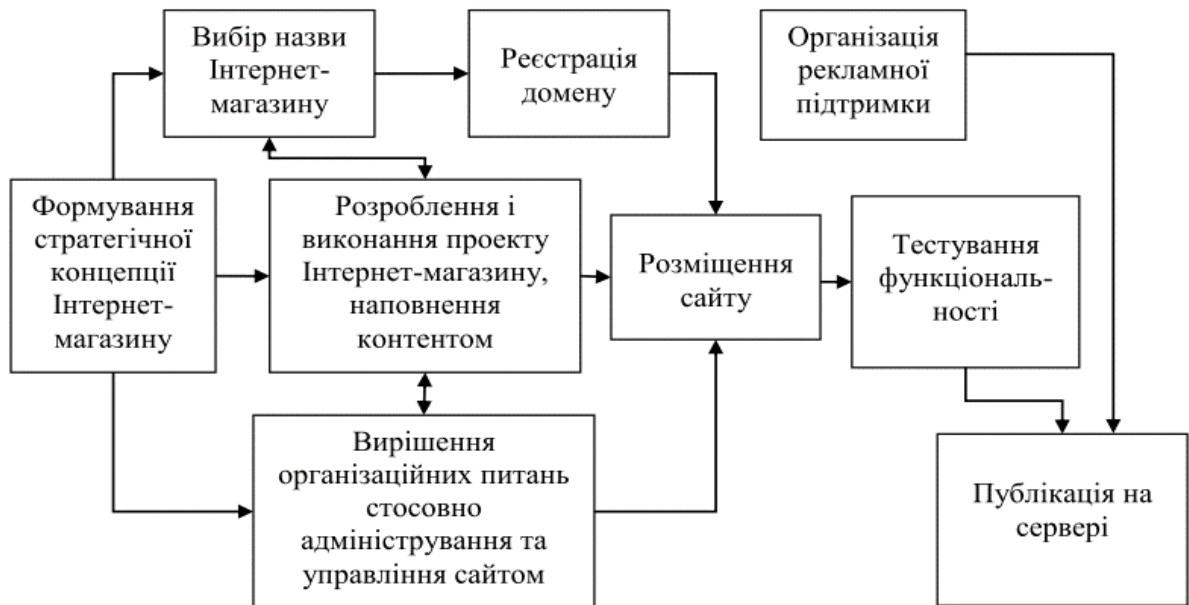 Вибір назви
Інтернет-
магазину
Реєстрація
домену
Організація
рекламної
підтримки
Формування
стратегічної
концепції
Інтернет-
магазину
Розроблення і
виконання проекту
Інтернет-магазину,
наповнення
контентом
Розміщення
сайту
Тестування
функціональ-
ності
Вирішення
організаційних питань
стосовно
адміністрування та
управління сайтом
Публікація на
сервері